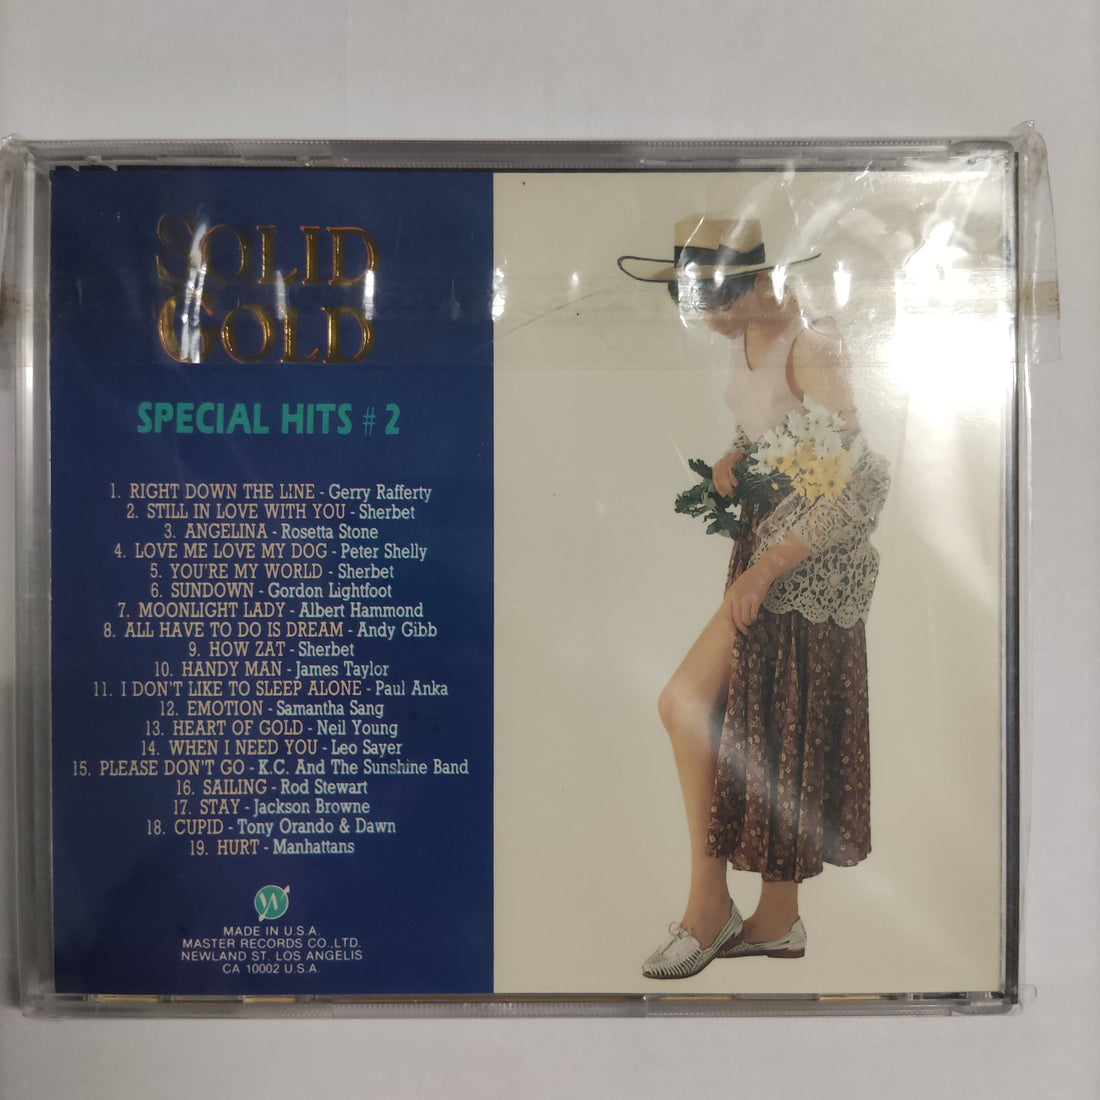 SOLID
GOLD
SPECIAL HITS # 2
1. RIGHT DOWN THE LINE - Gerry Rafferty
2. STILL IN LOVE WITH YOU - Sherbet
3. ANGELINA - Rosetta Stone
4. LOVE ME LOVE MY DOG - Peter Shelly
5. YOU'RE MY WORLD - Sherbet
6. SUNDOWN - Gordon Lightfoot
7. MOONLIGHT LADY - Albert Hammond
8. ALL HAVE TO DO IS DREAM - Andy Gibb
9. HOW ZAT - Sherbet
10. HANDY MAN - James Taylor
11. I DON'T LIKE TO SLEEP ALONE - Paul Anka
12. EMOTION - Samantha Sang
13. HEART OF GOLD - Neil Young
14. WHEN I NEED YOU - Leo Sayer
15. PLEASE DON'T GO - K.C. And The Sunshine Band
16. SAILING - Rod Stewart
17. STAY - Jackson Browne
18. CUPID - Tony Orando & Dawn
19. HURT - Manhattans
W
MADE IN U.S.A.
MASTER RECORDS CO.,LTD.
NEWLAND ST. LOS ANGELIS
CA 10002 U.S.A.